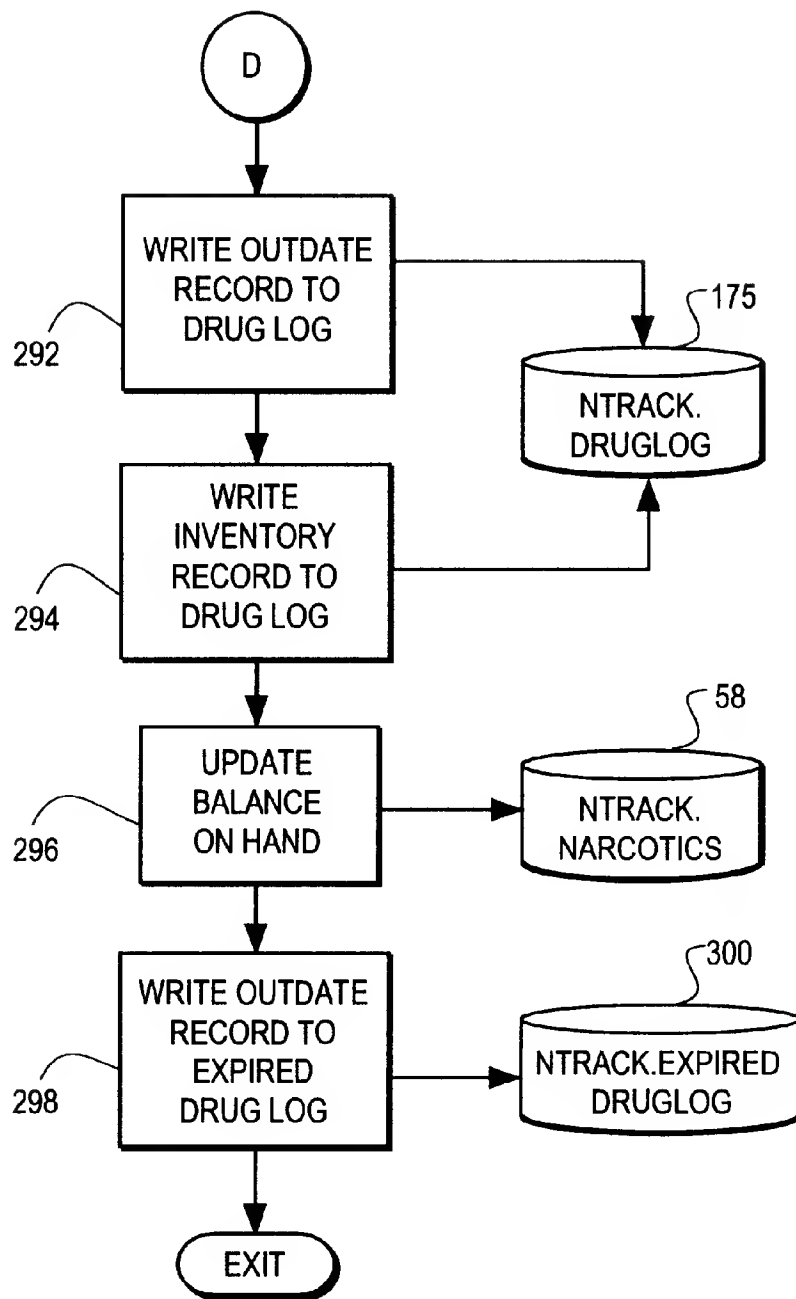 D
WRITE OUTDATE
RECORD TO
DRUG LOG
292
175
NTRACK.
DRUGLOG
WRITE
INVENTORY
RECORD TO
DRUG LOG
294
UPDATE
BALANCE
ON HAND
296
58
NTRACK.
NARCOTICS
WRITE OUTDATE
RECORD TO
EXPIRED
DRUG LOG
298
300
NTRACK.EXPIRED
DRUGLOG
EXIT